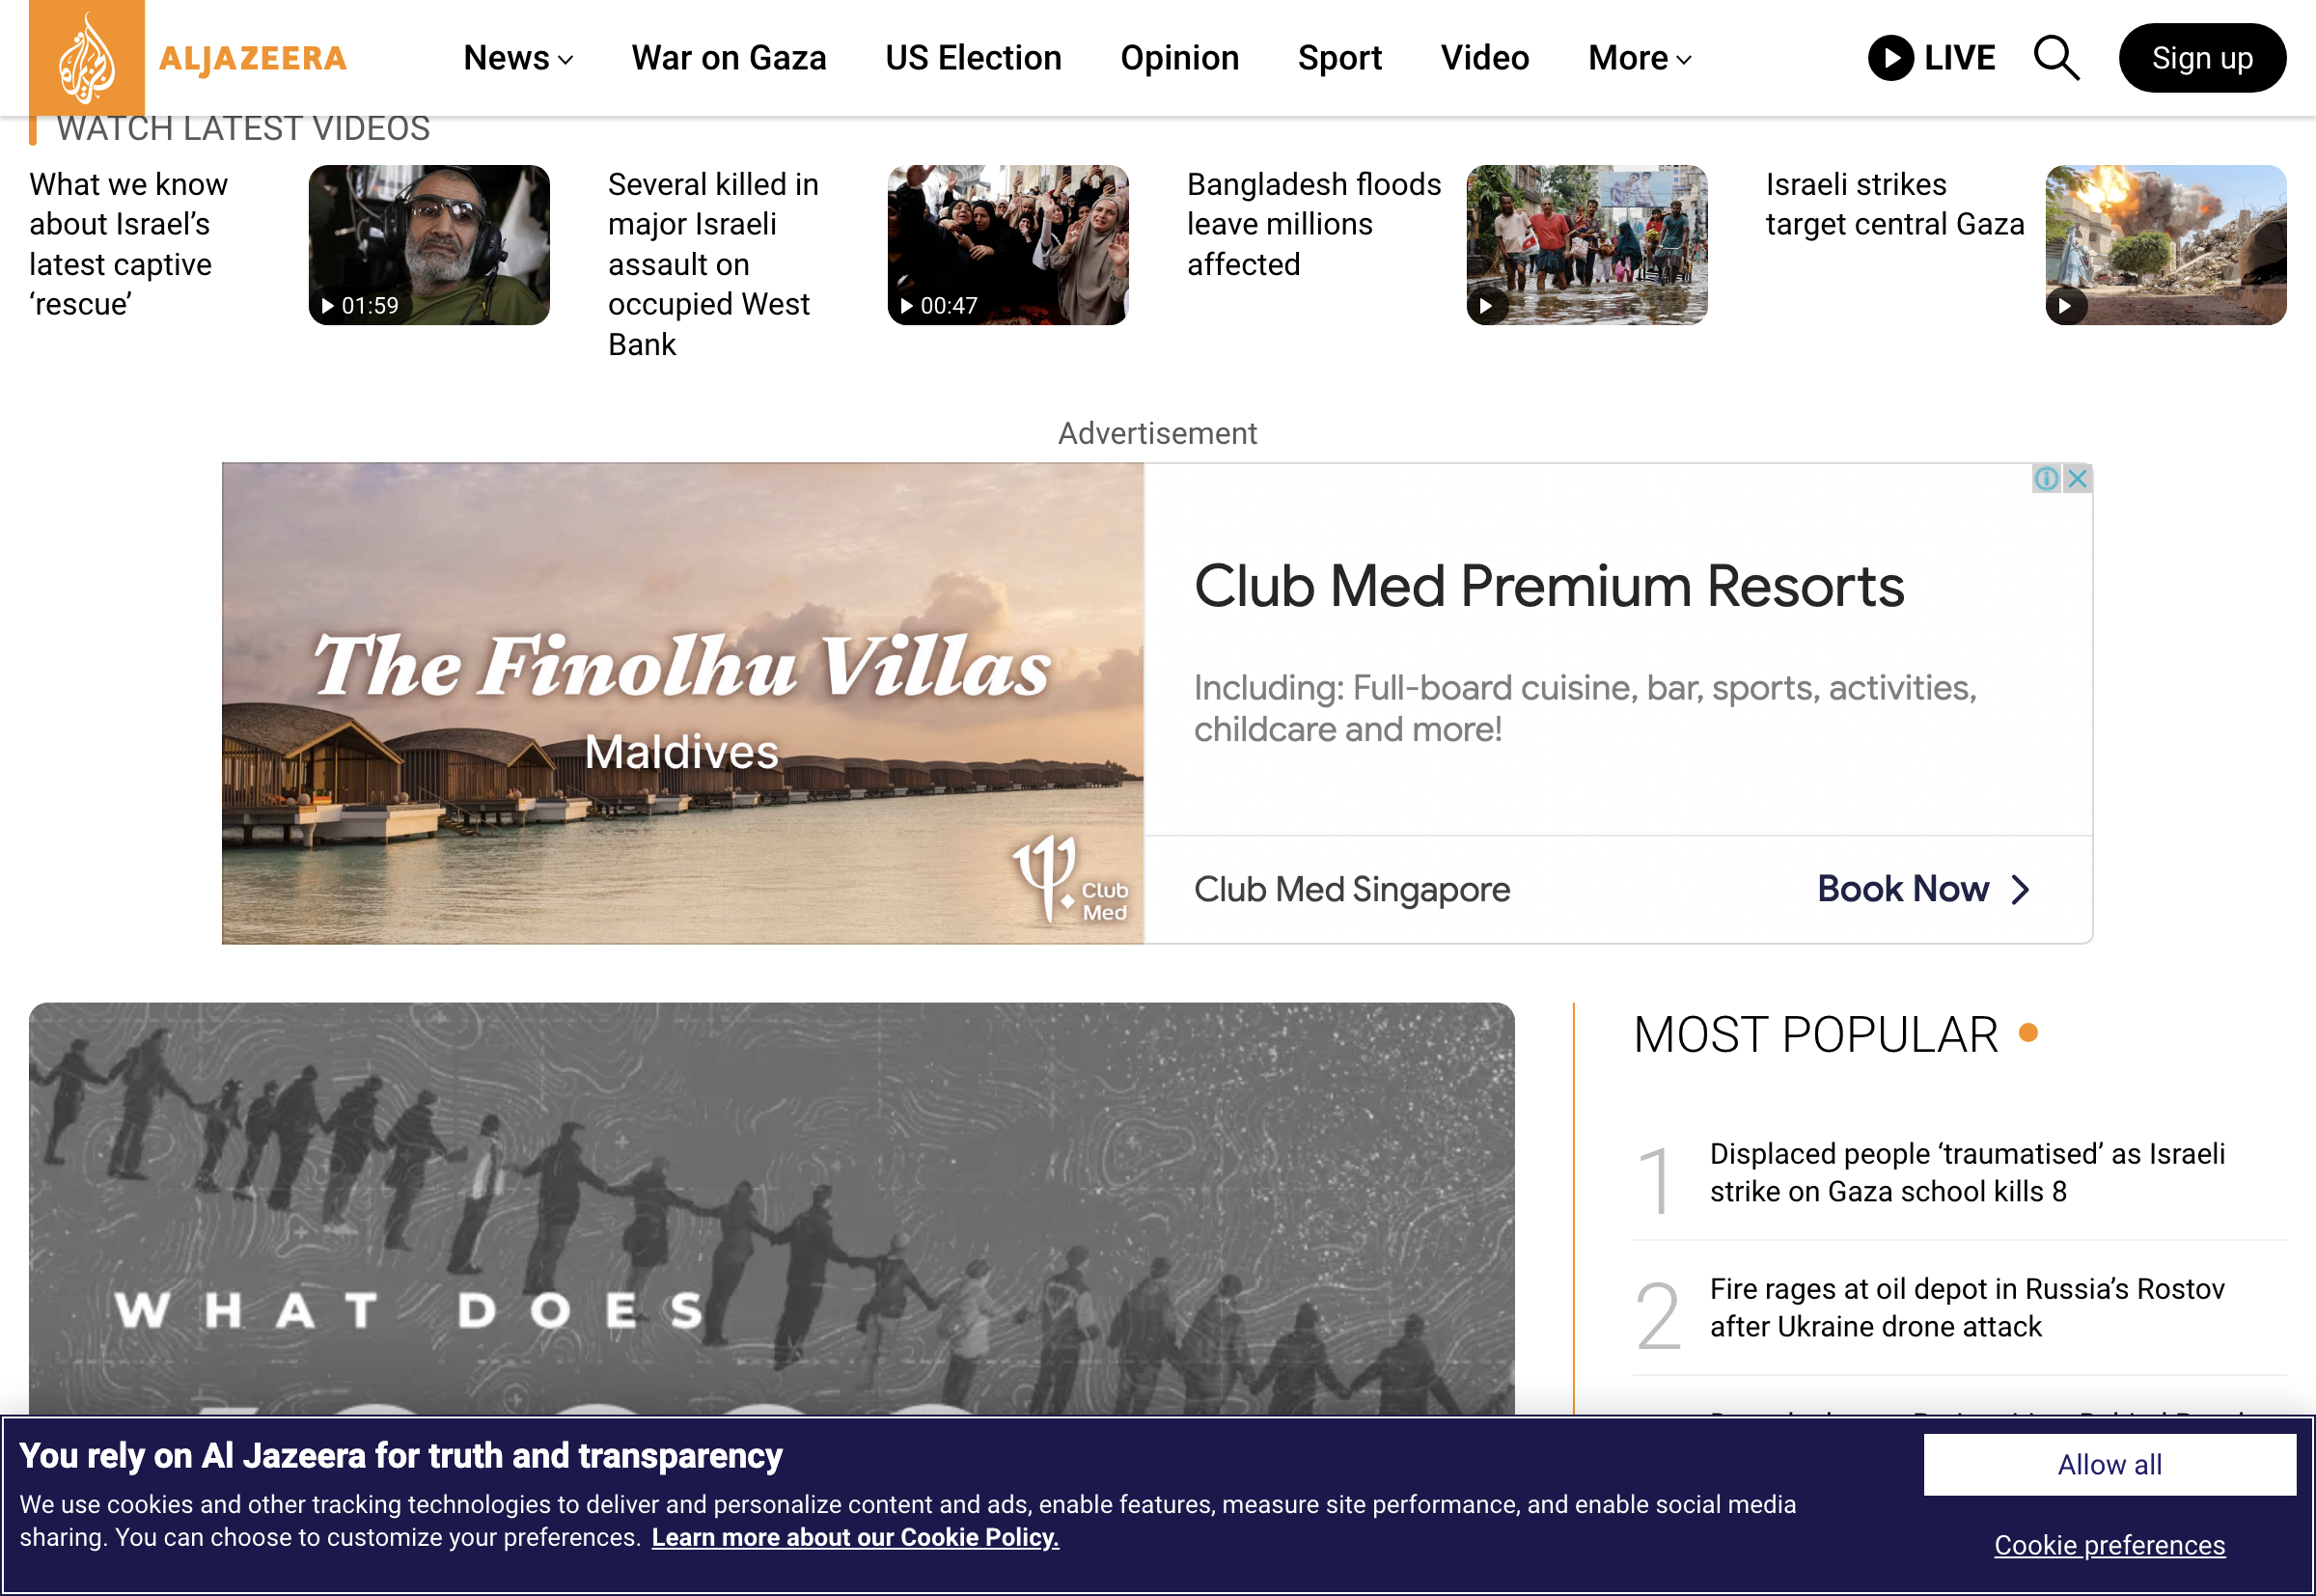 ALJAZEERA
News
War on Gaza
US Election
Opinion
Sport
Video
More
LIVE
Sign up
WATCH LATEST VIDEOS
What we know
about Israel’s
latest captive
‘rescue’
01:59
Several killed in
major Israeli
assault on
occupied West
Bank
00:47
Bangladesh floods
leave millions
affected
Israeli strikes
target central Gaza
Advertisement
The Finolhu Villas
Maldives
Club
Med
Club Med Premium Resorts
Including: Full-board cuisine, bar, sports, activities,
childcare and more!
Club Med Singapore
Book Now
WHAT DOES
MOST POPULAR
1
Displaced people ‘traumatised’ as Israeli
strike on Gaza school kills 8
2
Fire rages at oil depot in Russia’s Rostov
after Ukraine drone attack
You rely on Al Jazeera for truth and transparency
We use cookies and other tracking technologies to deliver and personalize content and ads, enable features, measure site performance, and enable social media
sharing. You can choose to customize your preferences. Learn more about our Cookie Policy.
Allow all
Cookie preferences